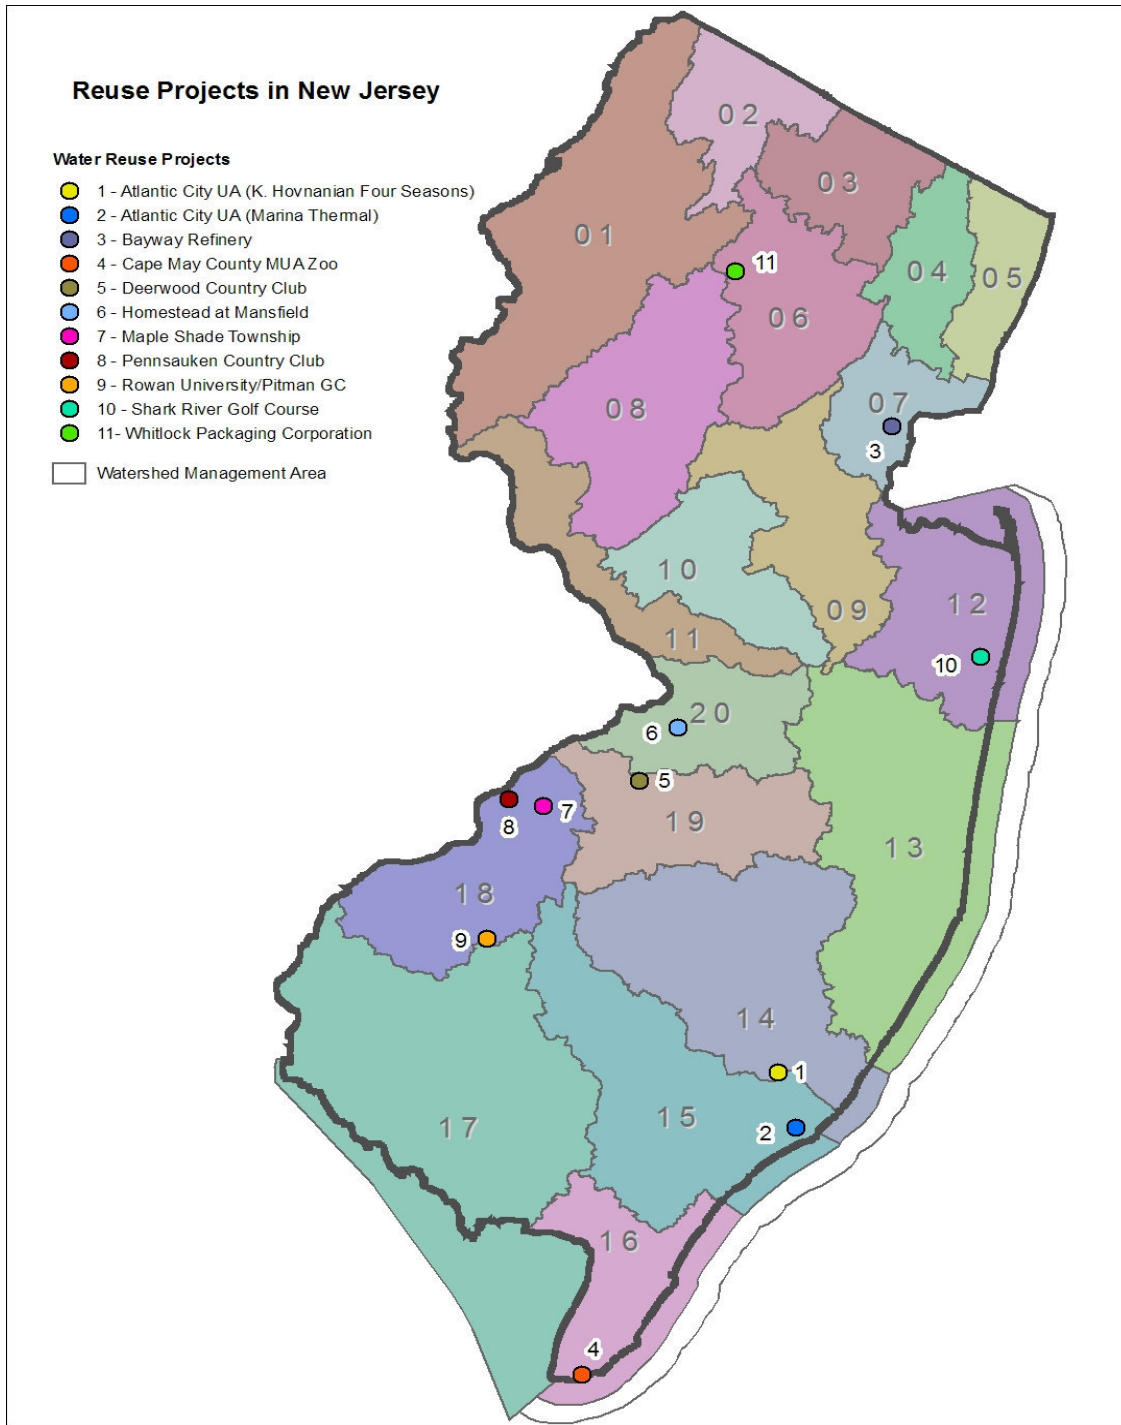 Reuse Projects in New Jersey
Water Reuse Projects
1 - Atlantic City UA (K. Hovnanian Four Seasons)
2 - Atlantic City UA (Marina Thermal)
3 - Bayway Refinery
4 - Cape May County MUA Zoo
5 - Deerwood Country Club
6 - Homestead at Mansfield
7 - Maple Shade Township
8 - Pennsauken Country Club
9 - Rowan University/Pitman GC
10 - Shark River Golf Course
11- Whitlock Packaging Corporation
Watershed Management Area
02
03
01
11
04
05
06
08
07
3
10
09
12
11
10
20
6
5
19
7
8
13
18
9
14
1
17
15
2
16
4